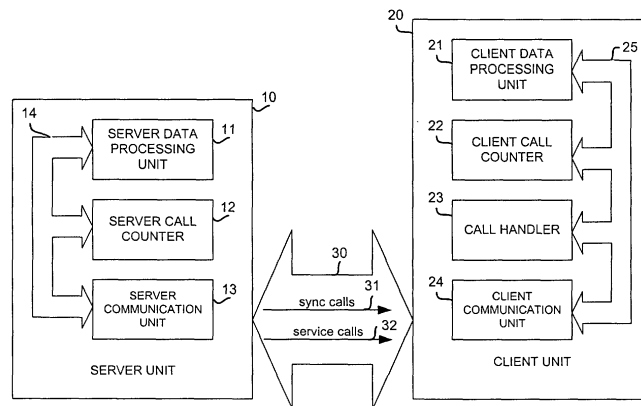 10
14
SERVER DATA
PROCESSING
UNIT
11
SERVER CALL
COUNTER
12
SERVER
COMMUNICATION
UNIT
13
SERVER UNIT
30
31
sync calls
service calls
32
20
21
CLIENT DATA
PROCESSING
UNIT
25
22
CLIENT CALL
COUNTER
23
CALL HANDLER
24
CLIENT
COMMUNICATION
UNIT
CLIENT UNIT